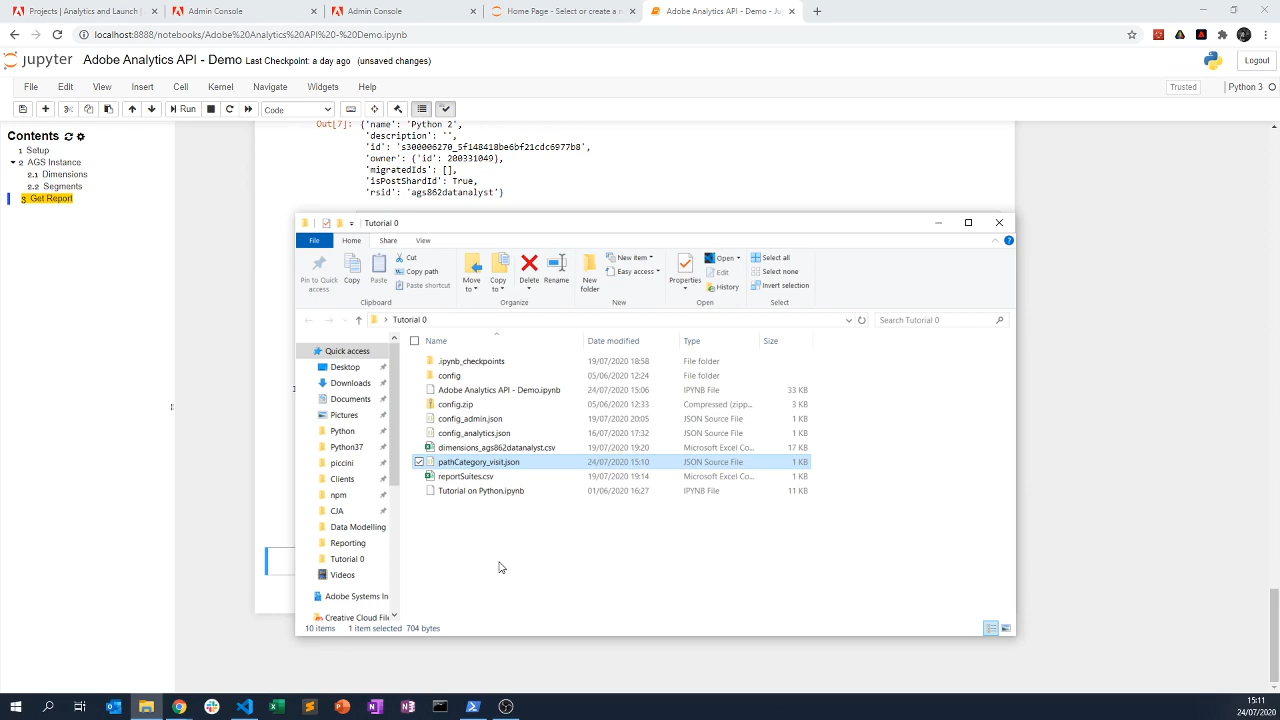 Projects | Analytics and Launch |
Admin Console
Admin Console
Home Page - Select or create a n
Adobe Analytics API - Demo - Ju
localhost:8888/notebooks/Adobe%20Analytics%20API%20-%20Demo.ipynb
jupyter Adobe Analytics API - Demo Last Checkpoint: a day ago (unsaved changes)
Logout
File Edit View Insert Cell Kernel Navigate Widgets Help
Trusted
Python 3
Run
Code
Contents
1 Setup
2 AGS Instance
2.1 Dimensions
2.2 Segments
3 Get Report
Out[7]: {'name': 'Python 2',
'description': '',
'id': 's300006270_5f148418be6bf21cdc6977b8',
'owner': {'id': 200331049},
'migratedIds': [],
'isPostShardId': True,
'rsid': 'ags862datanalyst'}
Tutorial 0
File Home Share View
Pin to Quick access
Copy
Paste
Cut
Copy path
Paste shortcut
Clipboard
Move to
Copy to
Delete
Rename
Organize
New folder
New item
Easy access
New
Properties
Open
Edit
History
Open
Select all
Select none
Invert selection
Select
Tutorial 0
Search Tutorial 0
Name Date modified Type Size
.ipynb_checkpoints 19/07/2020 18:58 File folder
config 05/06/2020 12:24 File folder
Adobe Analytics API - Demo.ipynb 24/07/2020 15:06 IPYNB File 33 KB
config.zip 05/06/2020 12:33 Compressed (zipp... 3 KB
config_admin.json 19/07/2020 20:05 JSON Source File 1 KB
config_analytics.json 16/07/2020 17:32 JSON Source File 1 KB
dimensions_ags862datanalyst.csv 19/07/2020 19:20 Microsoft Excel Co... 17 KB
pathCategory_visit.json 24/07/2020 15:10 JSON Source File 1 KB
reportSuites.csv 19/07/2020 19:14 Microsoft Excel Co... 1 KB
Tutorial on Python.ipynb 01/06/2020 16:27 IPYNB File 11 KB
Quick access
Desktop
Downloads
Documents
Pictures
Python
Python37
piccini
Clients
npm
CJA
Data Modelling
Reporting
Tutorial 0
Videos
Adobe Systems In
Creative Cloud File
10 items 1 item selected 704 bytes
15:11
24/07/2020